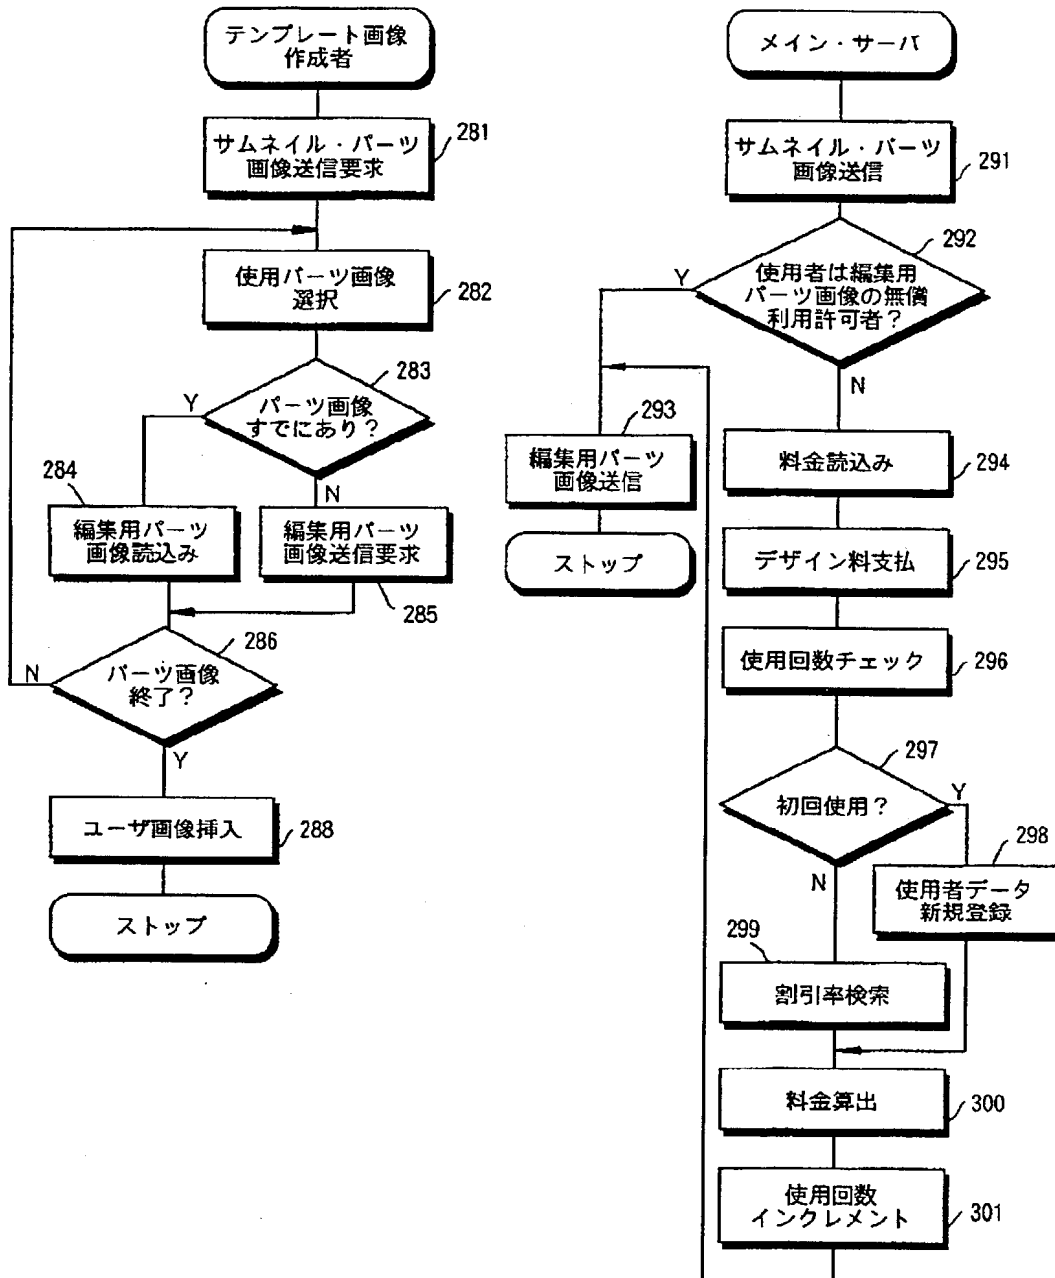 テンプレート画像
作成者
サムネイル・パーツ
画像送信要求
281
使用パーツ画像
選択
282
283
パーツ画像
すでにあり？
Y
N
284
編集用パーツ
画像読込み
編集用パーツ
画像送信要求
285
286
パーツ画像
終了？
N
Y
ユーザ画像挿入
288
ストップ
メイン・サーバ
サムネイル・パーツ
画像送信
291
292
使用者は編集用
パーツ画像の無償
利用許可者？
Y
N
293
編集用パーツ
画像送信
ストップ
料金読込み
294
デザイン料支払
295
使用回数チェック
296
297
初回使用？
Y
N
298
使用者データ
新規登録
299
割引率検索
料金算出
300
使用回数
インクレメント
301